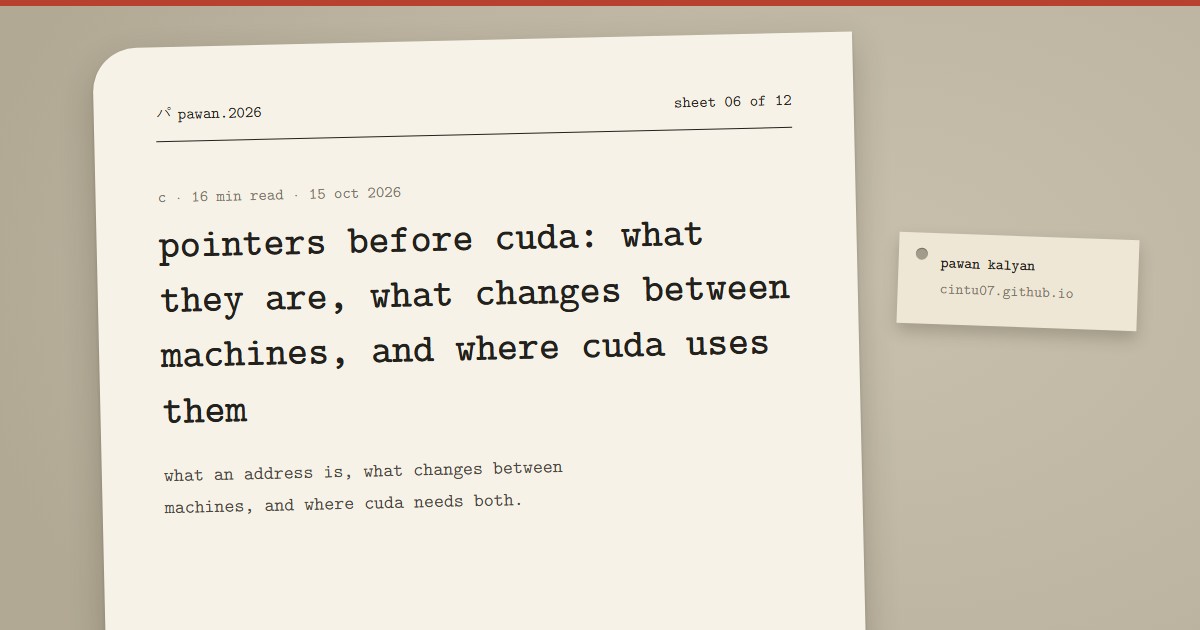 パ pawan.2026
sheet 06 of 12
c · 16 min read · 15 oct 2026
pointers before cuda: what
they are, what changes between
machines, and where cuda uses
them
what an address is, what changes between
machines, and where cuda needs both.
pawan kalyan
cintu07.github.io